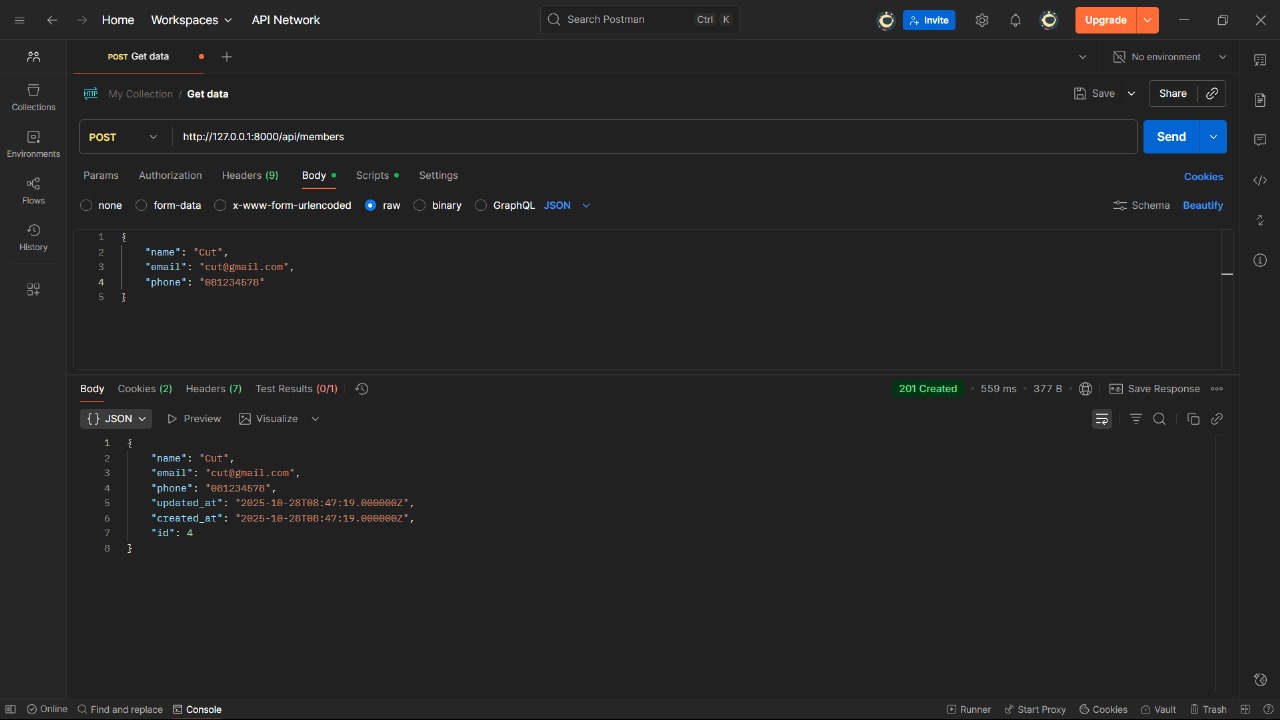 Home Workspaces API Network Search Postman Ctrl K Invite Upgrade
POST Get data No environment
HTTP My Collection / Get data Save Share
POST http://127.0.0.1:8000/api/members Send
Params Authorization Headers (9) Body Scripts Settings Cookies
none form-data x-www-form-urlencoded raw binary GraphQL JSON Schema Beautify
Collections
Environments
Flows
History
1 {
2 "name": "Cut",
3 "email": "cut@gmail.com",
4 "phone": "081234578"
5 }
Body Cookies (2) Headers (7) Test Results (0/1) 201 Created 559 ms 377 B Save Response
{} JSON Preview Visualize
1 {
2 "name": "Cut",
3 "email": "cut@gmail.com",
4 "phone": "081234578",
5 "updated_at": "2025-10-28T08:47:19.000000Z",
6 "created_at": "2025-10-28T08:47:19.000000Z",
7 "id": 4
8 }
Online Find and replace Console Runner Start Proxy Cookies Vault Trash